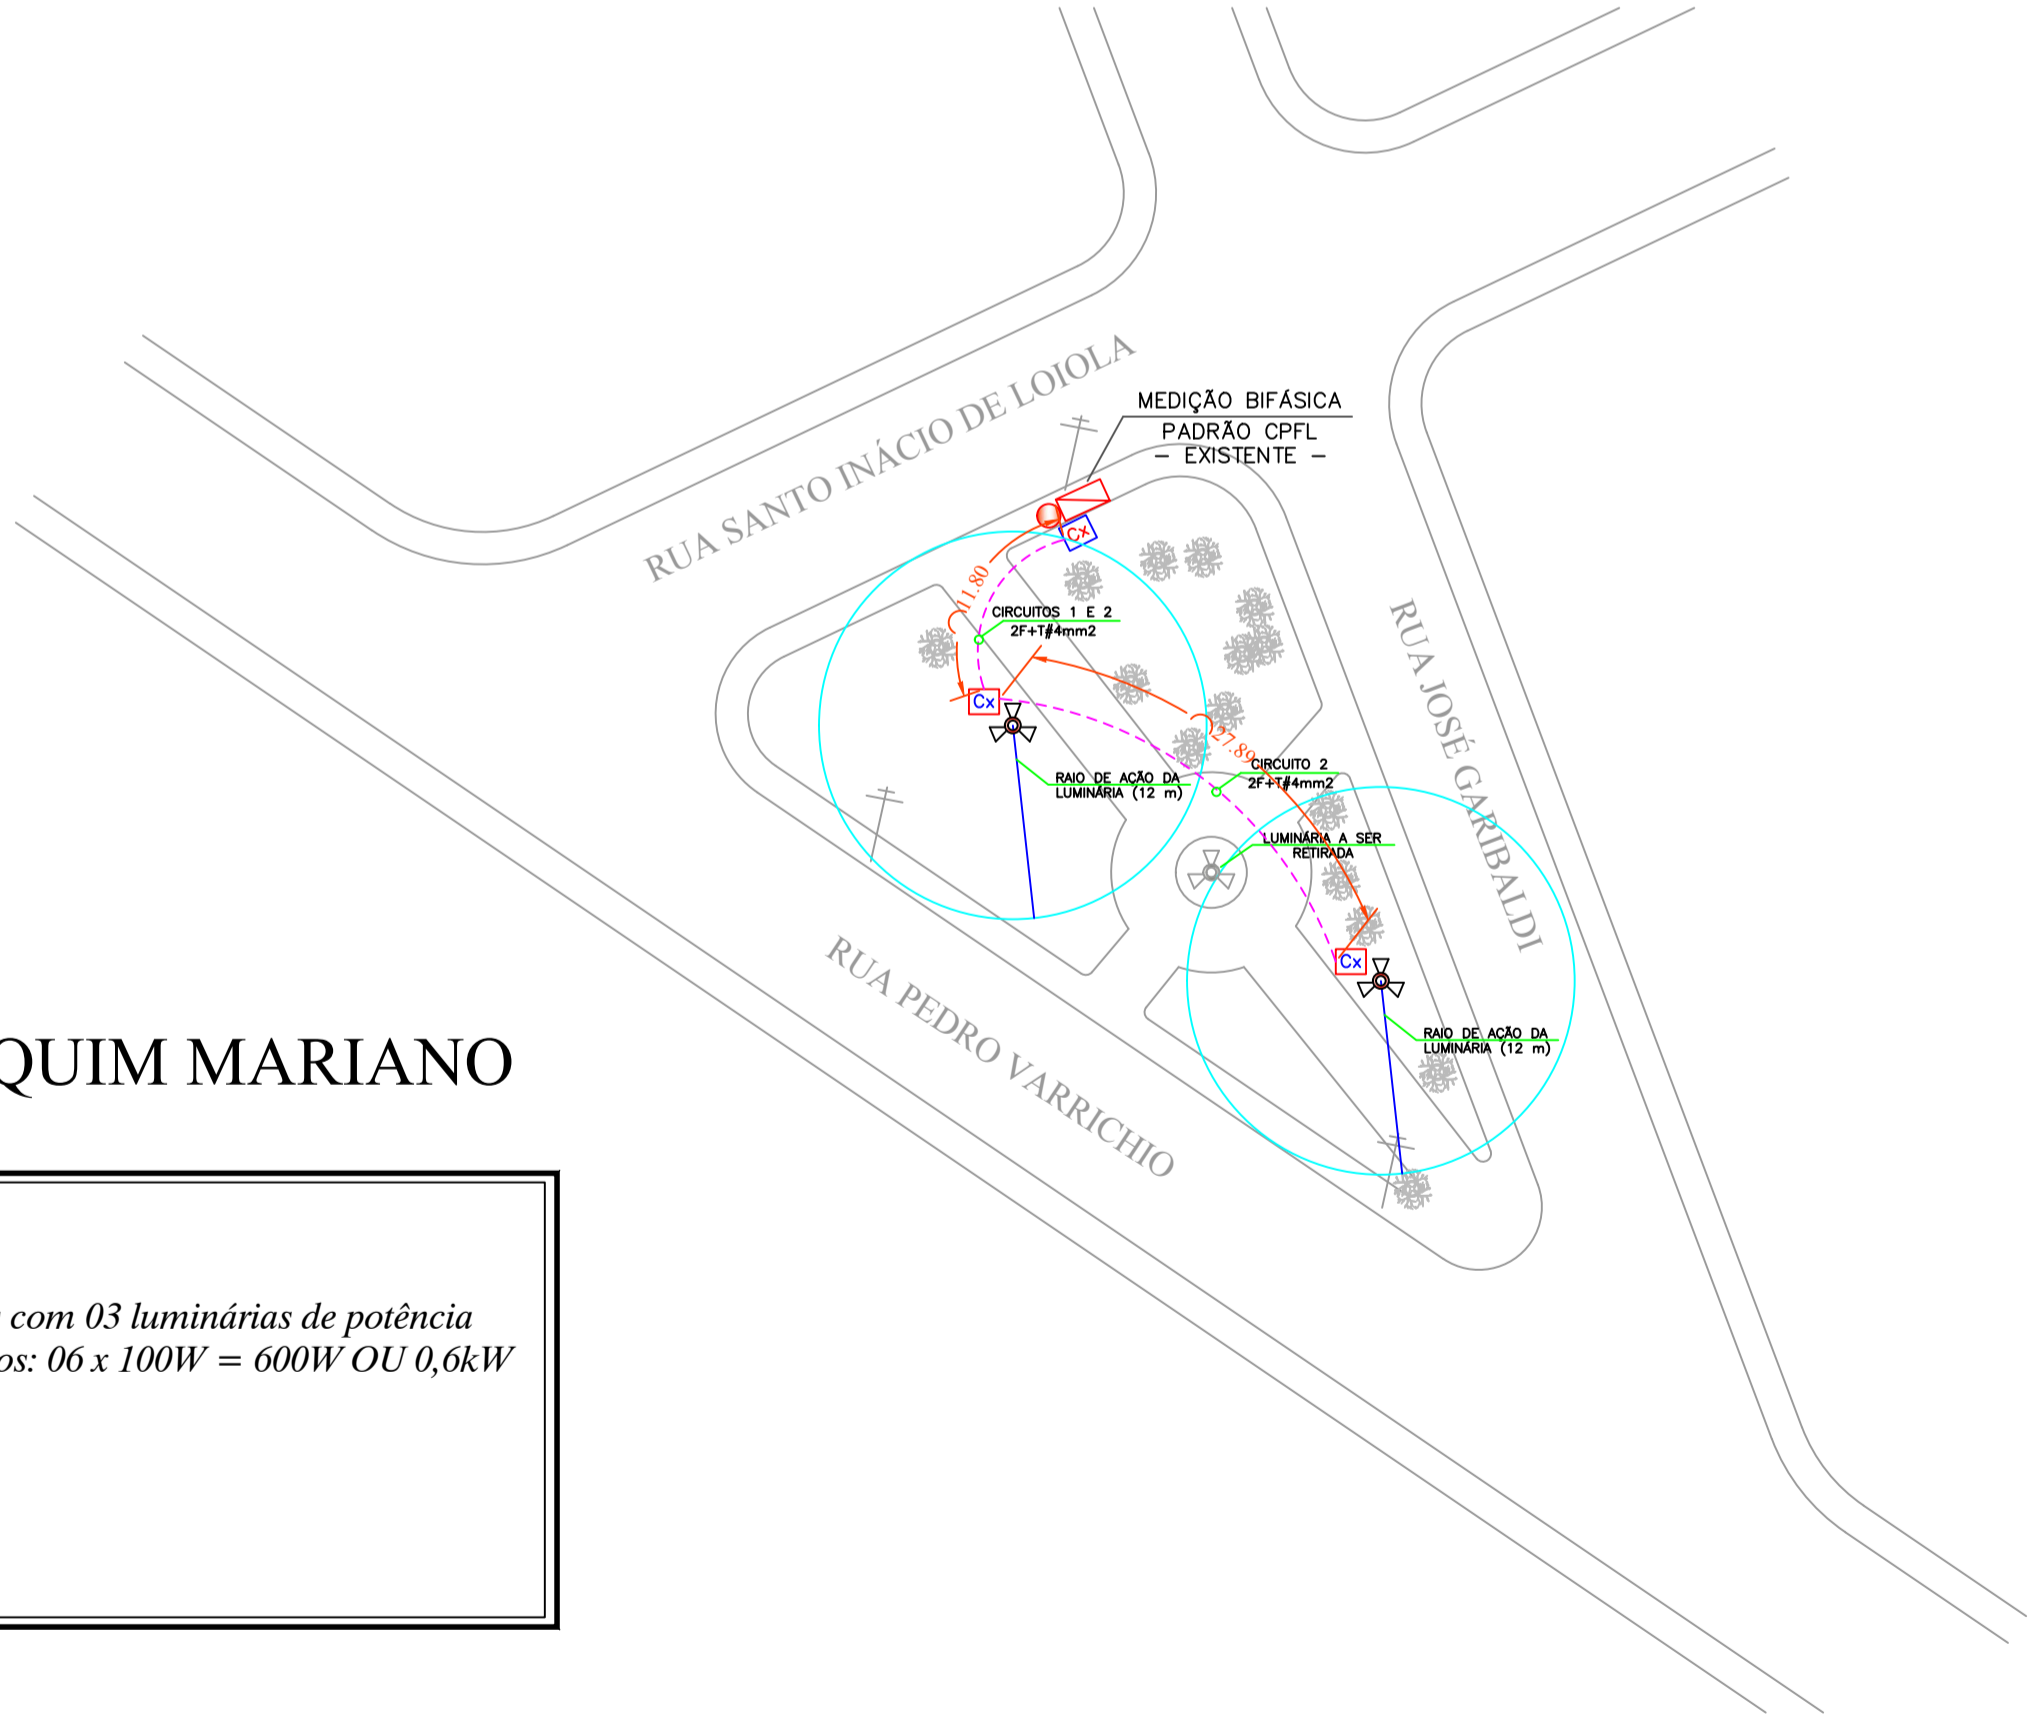 RUA SANTO INÁCIO DE LOIOLA
MEDIÇÃO BIFÁSICA
PADRÃO CPFL
– EXISTENTE –
Cx
11.80
CIRCUITOS 1 E 2
2F+T#4mm2
Cx
27.89
RAIO DE AÇÃO DA
LUMINÁRIA (12 m)
CIRCUITO 2
2F+T#4mm2
LUMINÁRIA A SER
RETIRADA
RUA JOSÉ GARIBALDI
Cx
RAIO DE AÇÃO DA
LUMINÁRIA (12 m)
RUA PEDRO VARRICHIO
QUIM MARIANO
com 03 luminárias de potência
os: 06 x 100W = 600W OU 0,6kW